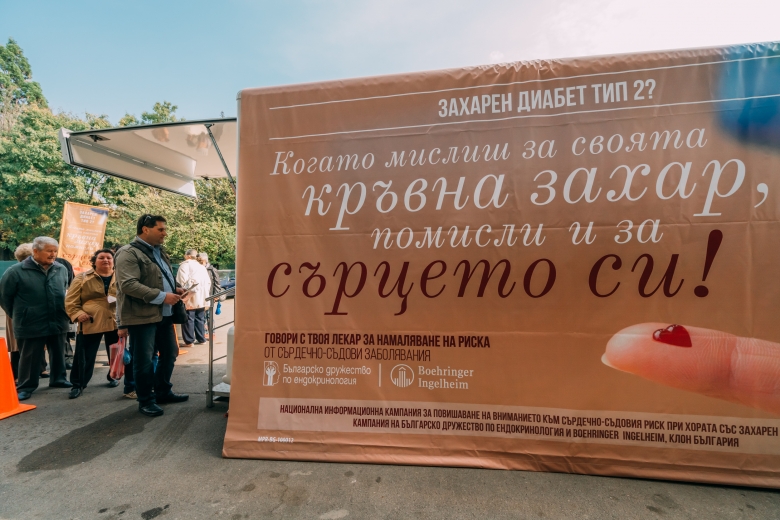 ЗАХАРЕН ДИАБЕТ ТИП 2?
Когато мислиш за своята
кръвна захар,
помисли и за
сърцето си!
ГОВОРИ С ТВОЯ ЛЕКАР ЗА НАМАЛЯВАНЕ НА РИСКА
ОТ СЪРДЕЧНО-СЪДОВИ ЗАБОЛЯВАНИЯ
Българско дружество
по ендокринология
Boehringer
Ingelheim
НАЦИОНАЛНА ИНФОРМАЦИОННА КАМПАНИЯ ЗА ПОВИШАВАНЕ НА ВНИМАНИЕТО КЪМ СЪРДЕЧНО-СЪДОВИЯ РИСК ПРИ ХОРАТА СЪС ЗАХАРЕН
КАМПАНИЯ НА БЪЛГАРСКО ДРУЖЕСТВО ПО ЕНДОКРИНОЛОГИЯ И BOEHRINGER INGELHEIM, КЛОН БЪЛГАРИЯ